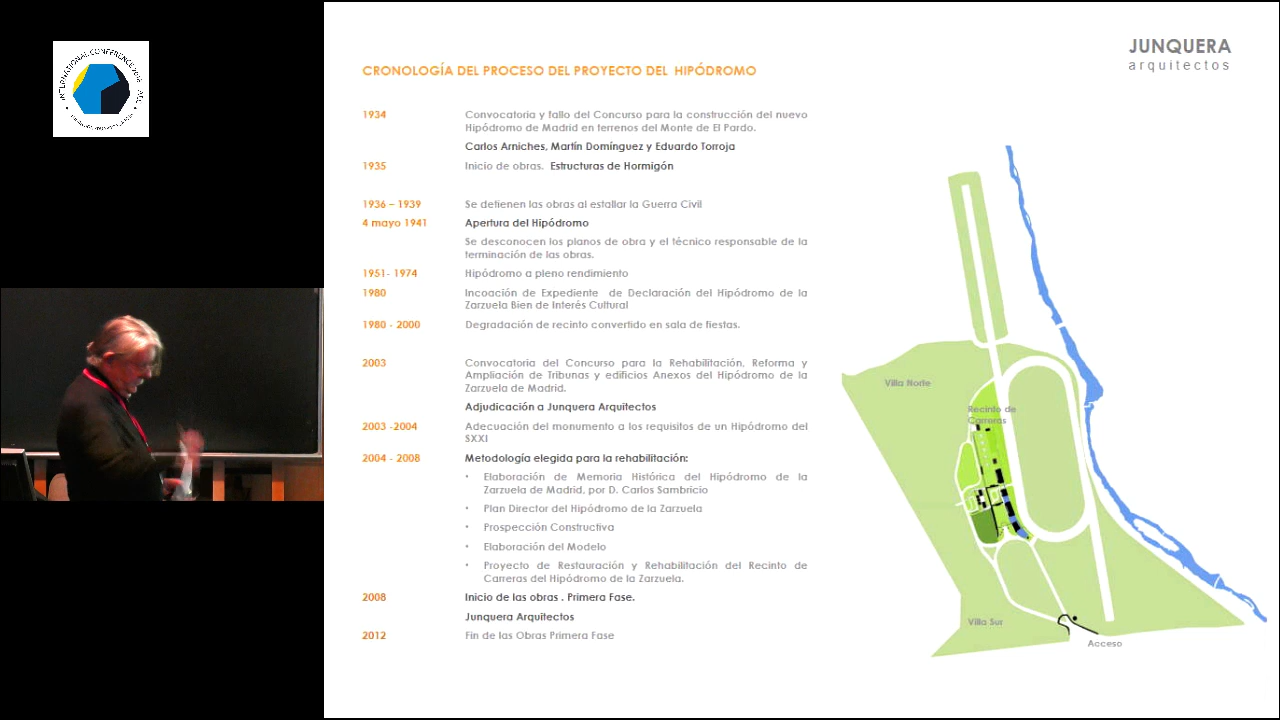 JUNQUERA
arquitectos
CRONOLOGÍA DEL PROCESO DEL PROYECTO DEL HIPÓDROMO
1934 Convocatoria y fallo del Concurso para la construcción del nuevo
Hipódromo de Madrid en terrenos del Monte de El Pardo.
Carlos Arniches, Martín Domínguez y Eduardo Torroja
1935 Inicio de obras. Estructuras de Hormigón
1936 – 1939 Se detienen las obras al estallar la Guerra Civil
4 mayo 1941 Apertura del Hipódromo
Se desconocen los planos de obra y el técnico responsable de la
terminación de las obras.
1951- 1974 Hipódromo a pleno rendimiento
1980 Incoación de Expediente de Declaración del Hipódromo de la
Zarzuela Bien de Interés Cultural
1980 - 2000 Degradación de recinto convertido en sala de fiestas.
2003 Convocatoria del Concurso para la Rehabilitación, Reforma y
Ampliación de Tribunas y edificios Anexos del Hipódromo de la
Zarzuela de Madrid.
Adjudicación a Junquera Arquitectos
2003 -2004 Adecuación del monumento a los requisitos de un Hipódromo del
SXXI
2004 - 2008 Metodología elegida para la rehabilitación:
• Elaboración de Memoria Histórica del Hipódromo de la
Zarzuela de Madrid, por D. Carlos Sambricio
• Plan Director del Hipódromo de la Zarzuela
• Prospección Constructiva
• Elaboración del Modelo
• Proyecto de Restauración y Rehabilitación del Recinto de
Carreras del Hipódromo de la Zarzuela.
2008 Inicio de las obras . Primera Fase.
Junquera Arquitectos
2012 Fin de las Obras Primera Fase
Villa Norte
Recinto de
Carreras
Villa Sur
Acceso
INTERNATIONAL CONFERENCE